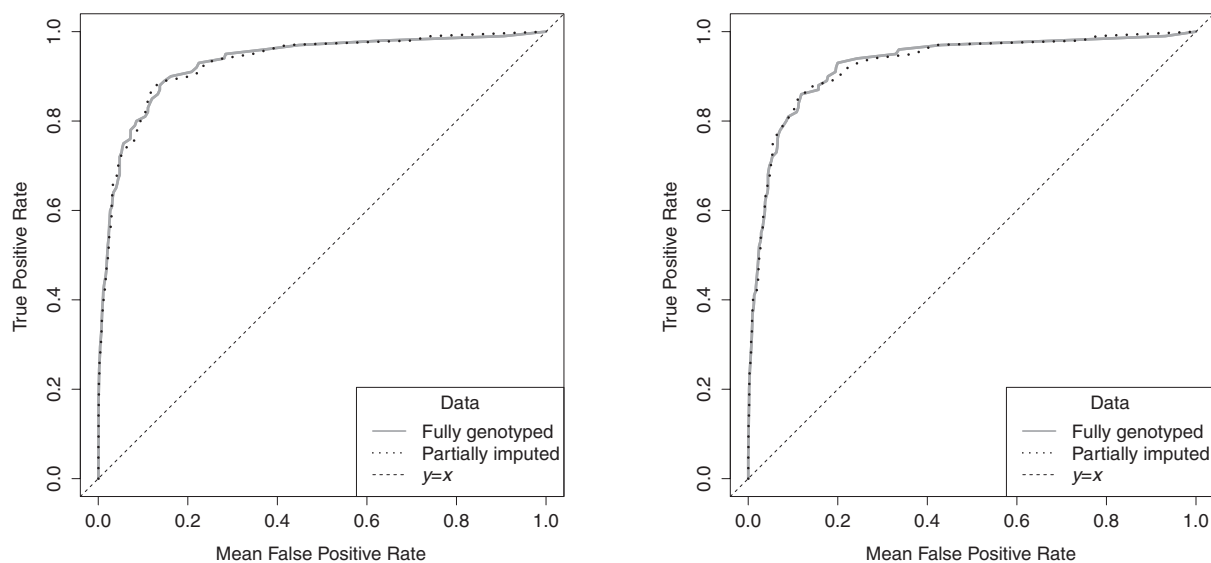 True Positive Rate
1.0
0.8
0.6
0.4
0.2
0.0
Data
Fully genotyped
Partially imputed
y=x
0.0 0.2 0.4 0.6 0.8 1.0
Mean False Positive Rate
True Positive Rate
1.0
0.8
0.6
0.4
0.2
0.0
Data
Fully genotyped
Partially imputed
y=x
0.0 0.2 0.4 0.6 0.8 1.0
Mean False Positive Rate